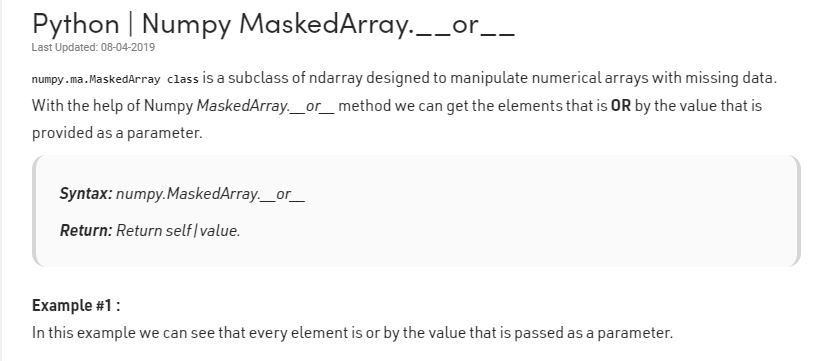 Python | Numpy MaskedArray.__or__
Last Updated: 08-04-2019
numpy.ma.MaskedArray class is a subclass of ndarray designed to manipulate numerical arrays with missing data.
With the help of Numpy MaskedArray.__or__ method we can get the elements that is OR by the value that is
provided as a parameter.
Syntax: numpy.MaskedArray.__or__
Return: Return self|value.
Example #1 :
In this example we can see that every element is or by the value that is passed as a parameter.